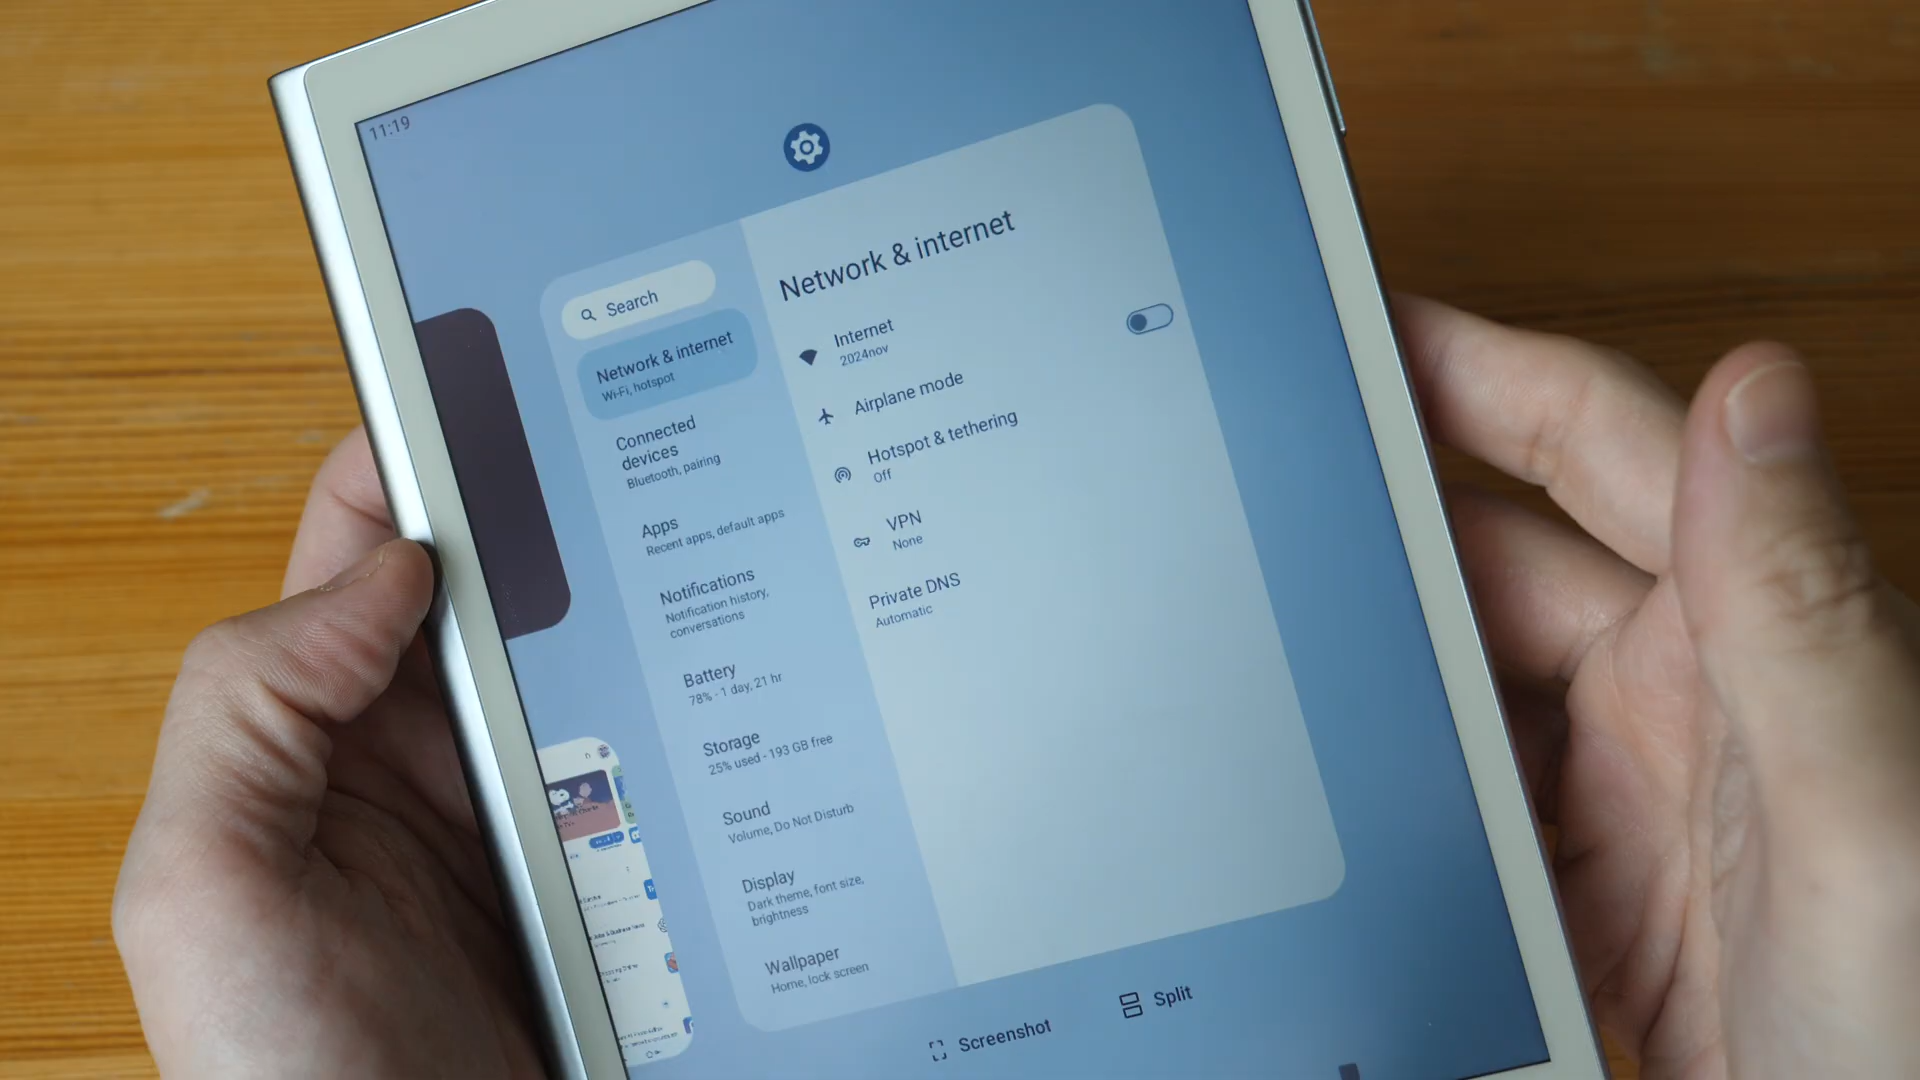 11:19
Search
Network & internet
Wi-Fi, hotspot
Connected
devices
Bluetooth, pairing
Apps
Recent apps, default apps
Notifications
Notification history,
conversations
Battery
78% - 1 day, 21 hr
Storage
25% used - 193 GB free
Sound
Volume, Do Not Disturb
Display
Dark theme, font size,
brightness
Wallpaper
Home, lock screen
Network & internet
Internet
2024nov
Airplane mode
Hotspot & tethering
Off
VPN
None
Private DNS
Automatic
Screenshot
Split